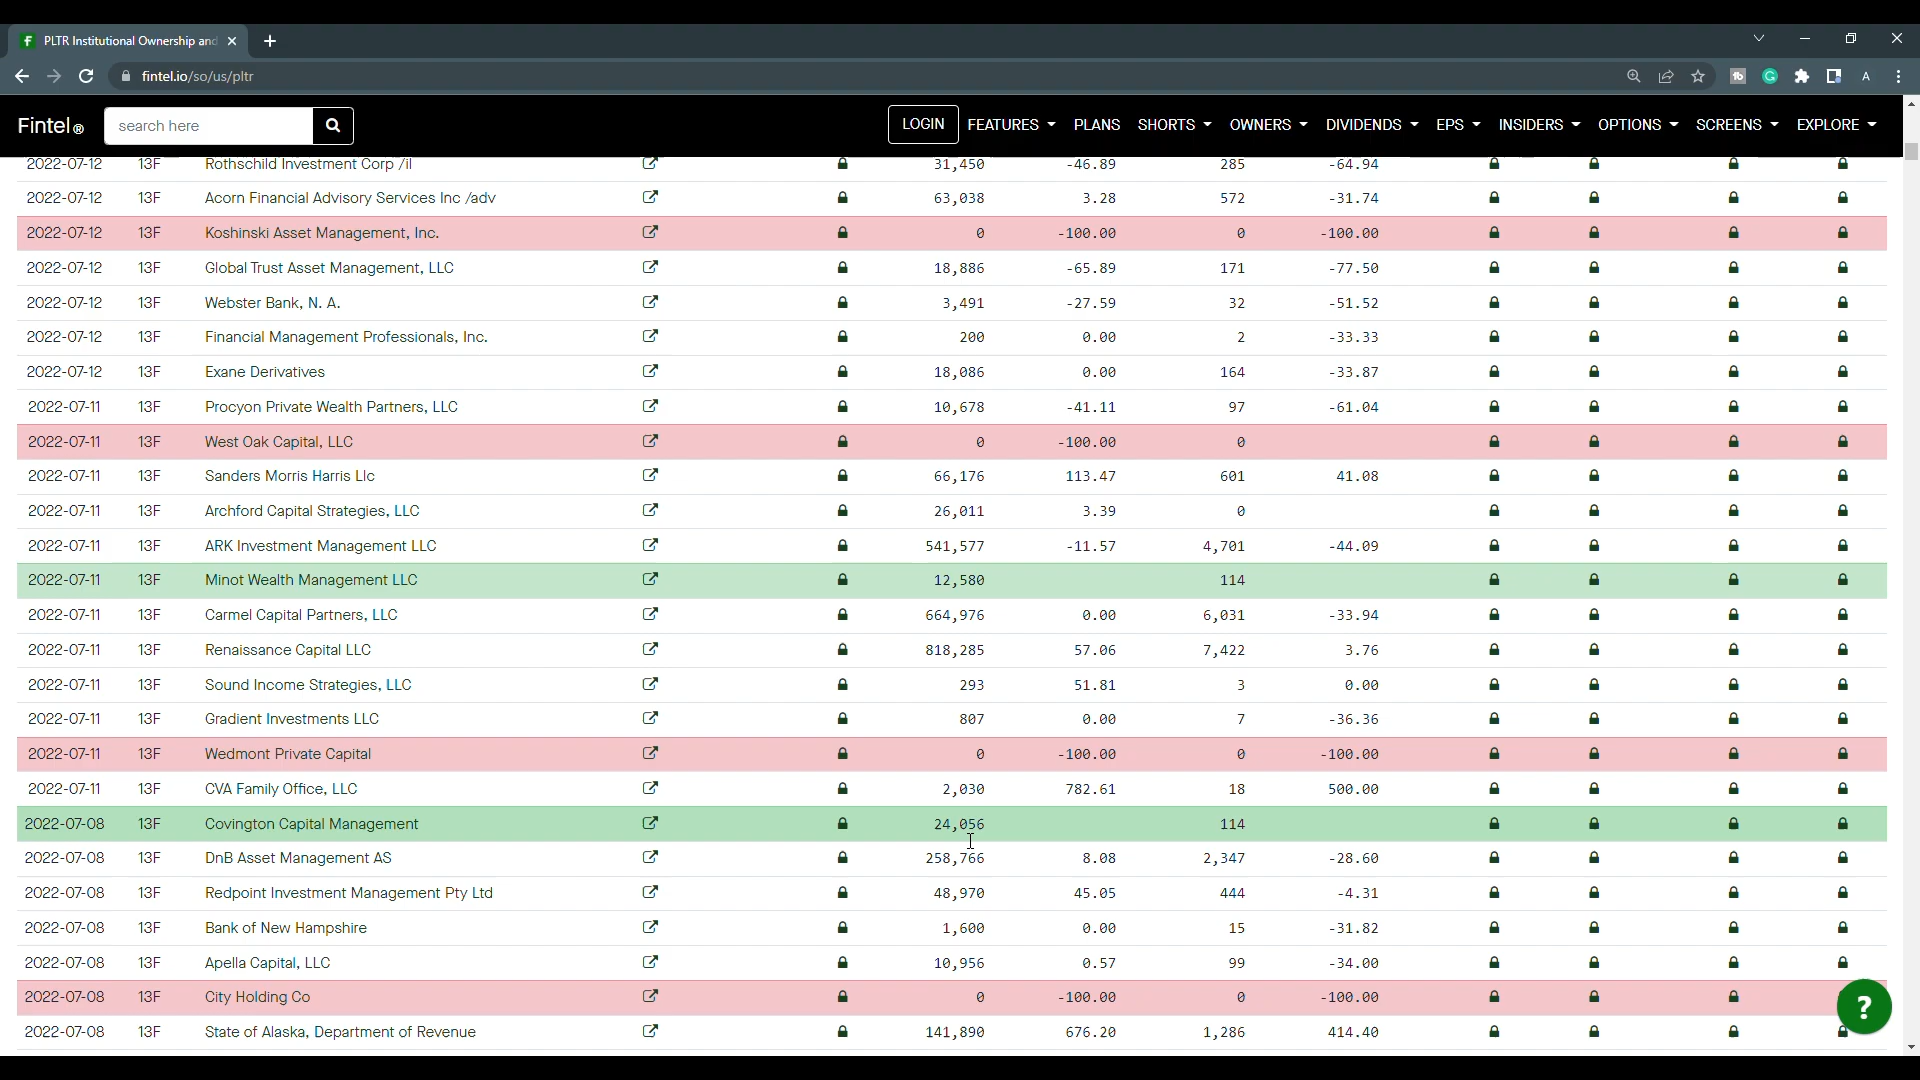 PLTR Institutional Ownership and
fintel.io/so/us/pltr
A
Fintel® search here LOGIN FEATURES PLANS SHORTS OWNERS DIVIDENDS EPS INSIDERS OPTIONS SCREENS EXPLORE
2022-07-12 13F Rothschild Investment Corp /il 31,450 -46.89 285 -64.94
2022-07-12 13F Acorn Financial Advisory Services Inc /adv 63,038 3.28 572 -31.74
2022-07-12 13F Koshinski Asset Management, Inc. 0 -100.00 0 -100.00
2022-07-12 13F Global Trust Asset Management, LLC 18,886 -65.89 171 -77.50
2022-07-12 13F Webster Bank, N. A. 3,491 -27.59 32 -51.52
2022-07-12 13F Financial Management Professionals, Inc. 200 0.00 2 -33.33
2022-07-12 13F Exane Derivatives 18,086 0.00 164 -33.87
2022-07-11 13F Procyon Private Wealth Partners, LLC 10,678 -41.11 97 -61.04
2022-07-11 13F West Oak Capital, LLC 0 -100.00 0
2022-07-11 13F Sanders Morris Harris Llc 66,176 113.47 601 41.08
2022-07-11 13F Archford Capital Strategies, LLC 26,011 3.39 0
2022-07-11 13F ARK Investment Management LLC 541,577 -11.57 4,701 -44.09
2022-07-11 13F Minot Wealth Management LLC 12,580 114
2022-07-11 13F Carmel Capital Partners, LLC 664,976 0.00 6,031 -33.94
2022-07-11 13F Renaissance Capital LLC 818,285 57.06 7,422 3.76
2022-07-11 13F Sound Income Strategies, LLC 293 51.81 3 0.00
2022-07-11 13F Gradient Investments LLC 807 0.00 7 -36.36
2022-07-11 13F Wedmont Private Capital 0 -100.00 0 -100.00
2022-07-11 13F CVA Family Office, LLC 2,030 782.61 18 500.00
2022-07-08 13F Covington Capital Management 24,056 114
2022-07-08 13F DnB Asset Management AS 258,766 8.08 2,347 -28.60
2022-07-08 13F Redpoint Investment Management Pty Ltd 48,970 45.05 444 -4.31
2022-07-08 13F Bank of New Hampshire 1,600 0.00 15 -31.82
2022-07-08 13F Apella Capital, LLC 10,956 0.57 99 -34.00
2022-07-08 13F City Holding Co 0 -100.00 0 -100.00
2022-07-08 13F State of Alaska, Department of Revenue 141,890 676.20 1,286 414.40
?